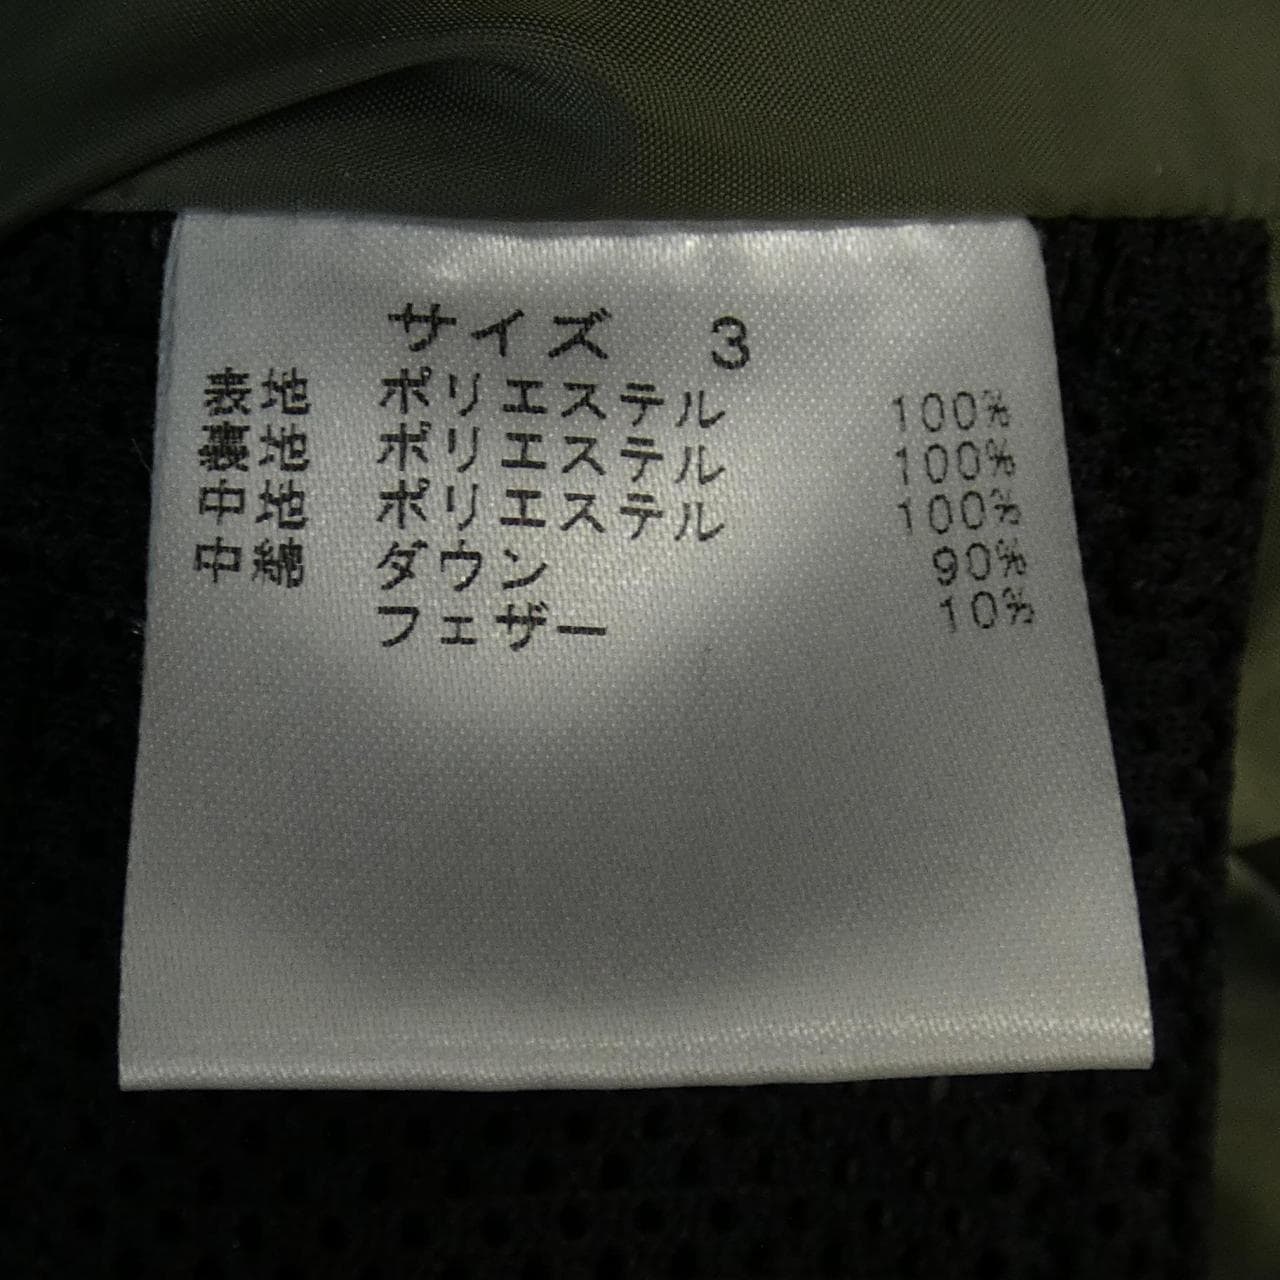 サイズ 3
表地 ポリエステル 100%
裏地 ポリエステル 100%
中地 ポリエステル 100%
中綿 ダウン 90%
フェザー 10%